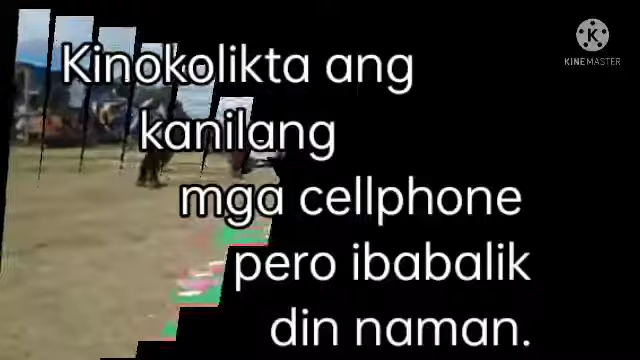 Kinokolikta ang
kanilang
mga cellphone
pero ibabalik
din naman.
K
KINEMASTER